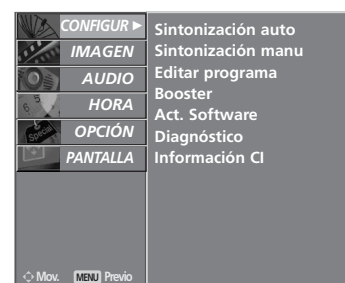 CONFIGUR ►
IMAGEN
AUDIO
HORA
OPCIÓN
PANTALLA
Sintonización auto
Sintonización manu
Editar programa
Booster
Act. Software
Diagnóstico
Información CI
Special
Mov. MENU Previo